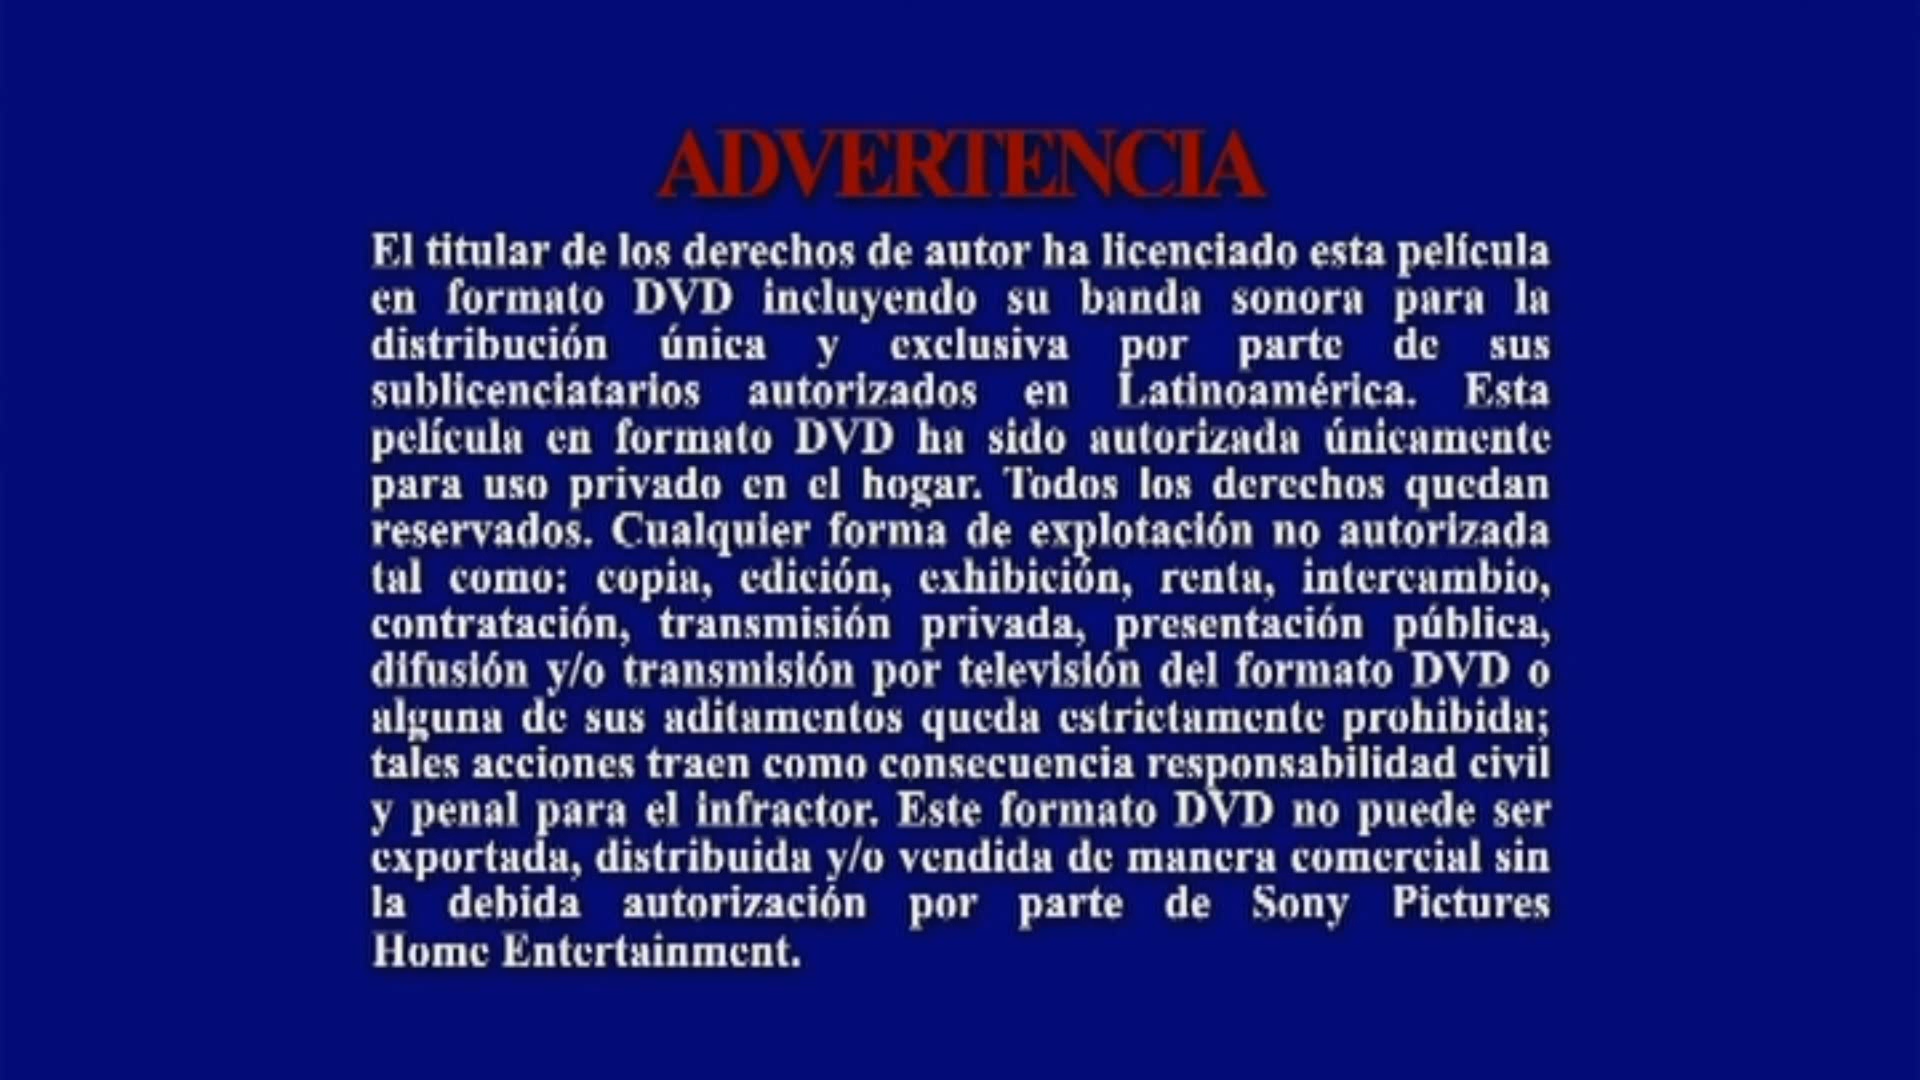 ADVERTENCIA
El titular de los derechos de autor ha licenciado esta película
en formato DVD incluyendo su banda sonora para la
distribución única y exclusiva por parte de sus
sublicenciatarios autorizados en Latinoamérica. Esta
película en formato DVD ha sido autorizada únicamente
para uso privado en el hogar. Todos los derechos quedan
reservados. Cualquier forma de explotación no autorizada
tal como: copia, edición, exhibición, renta, intercambio,
contratación, transmisión privada, presentación pública,
difusión y/o transmisión por televisión del formato DVD o
alguna de sus aditamentos queda estrictamente prohibida;
tales acciones traen como consecuencia responsabilidad civil
y penal para el infractor. Este formato DVD no puede ser
exportada, distribuida y/o vendida de manera comercial sin
la debida autorización por parte de Sony Pictures
Home Entertainment.